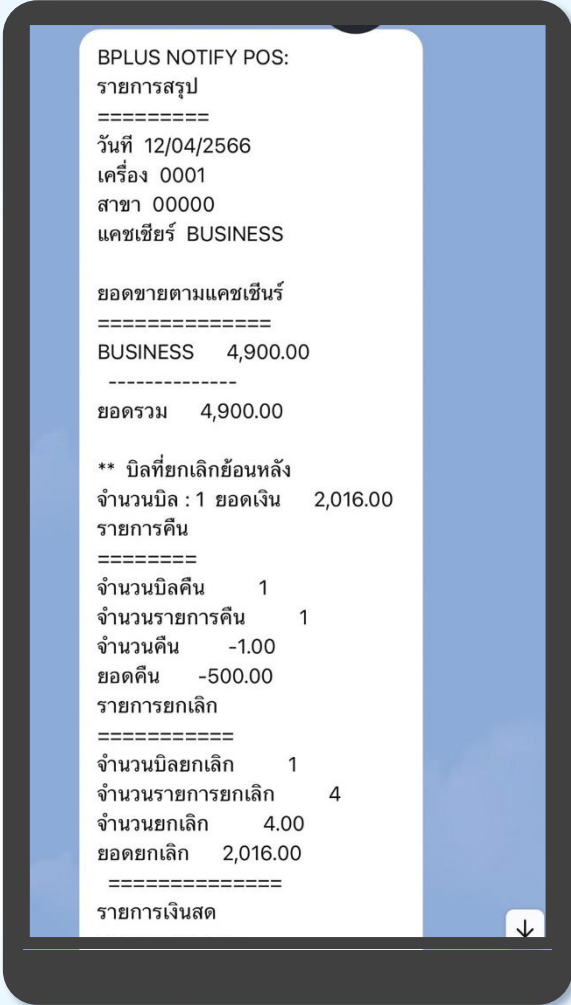 BPLUS NOTIFY POS:
รายการสรุป
=========
วันที่ 12/04/2566
เครื่อง 0001
สาขา 00000
แคชเชียร์ BUSINESS
ยอดขายตามแคชเชีนร์
==============
BUSINESS 4,900.00
--------------
ยอดรวม 4,900.00
** บิลที่ยกเลิกย้อนหลัง
จำนวนบิล : 1 ยอดเงิน 2,016.00
รายการคืน
========
จำนวนบิลคืน 1
จำนวนรายการคืน 1
จำนวนคืน -1.00
ยอดคืน -500.00
รายการยกเลิก
===========
จำนวนบิลยกเลิก 1
จำนวนรายการยกเลิก 4
จำนวนยกเลิก 4.00
ยอดยกเลิก 2,016.00
==============
รายการเงินสด